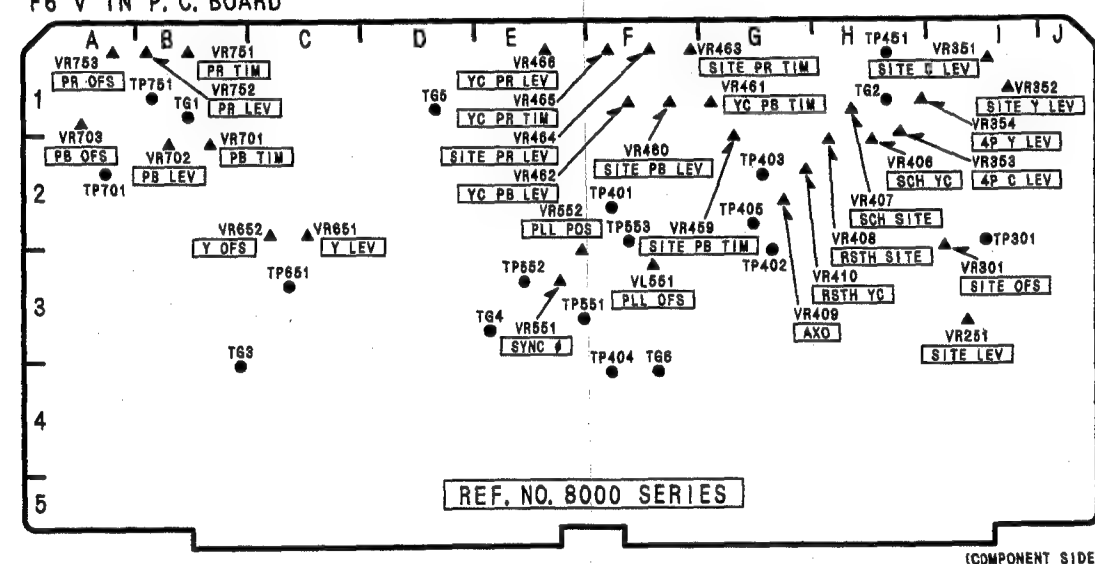 F6 V IN P. C. BOARD
A B C D E F G H J
1
2
3
4
5
VR753
PR OFS
VR751
PR TIM
VR752
PR LEV
TP751
TG1
VR703
PB OFS
VR702
PB LEV
VR701
PB TIM
TP701
VR652
Y OFS
VR651
Y LEV
TP651
TG3
TG5
VR466
YC PR LEV
VR465
YC PR TIM
VR464
SITE PR LEV
VR462
YC PB LEV
VR463
SITE PR TIM
VR461
YC PB TIM
VR460
SITE PB LEV
VR552
PLL POS
TP401
TP553
VR459
SITE PB TIM
TP403
TP405
TP402
TP552
TG4
VR551
SYNC ø
TP551
VL551
PLL OFS
TP404
TG6
TP451
VR351
SITE C LEV
TG2
VR352
SITE Y LEV
VR354
4P Y LEV
VR353
4P C LEV
VR406
SCH YC
VR407
SCH SITE
VR408
RSTH SITE
VR410
RSTH YC
VR409
AXO
TP301
VR301
SITE OFS
VR251
SITE LEV
REF. NO. 8000 SERIES
(COMPONENT SIDE